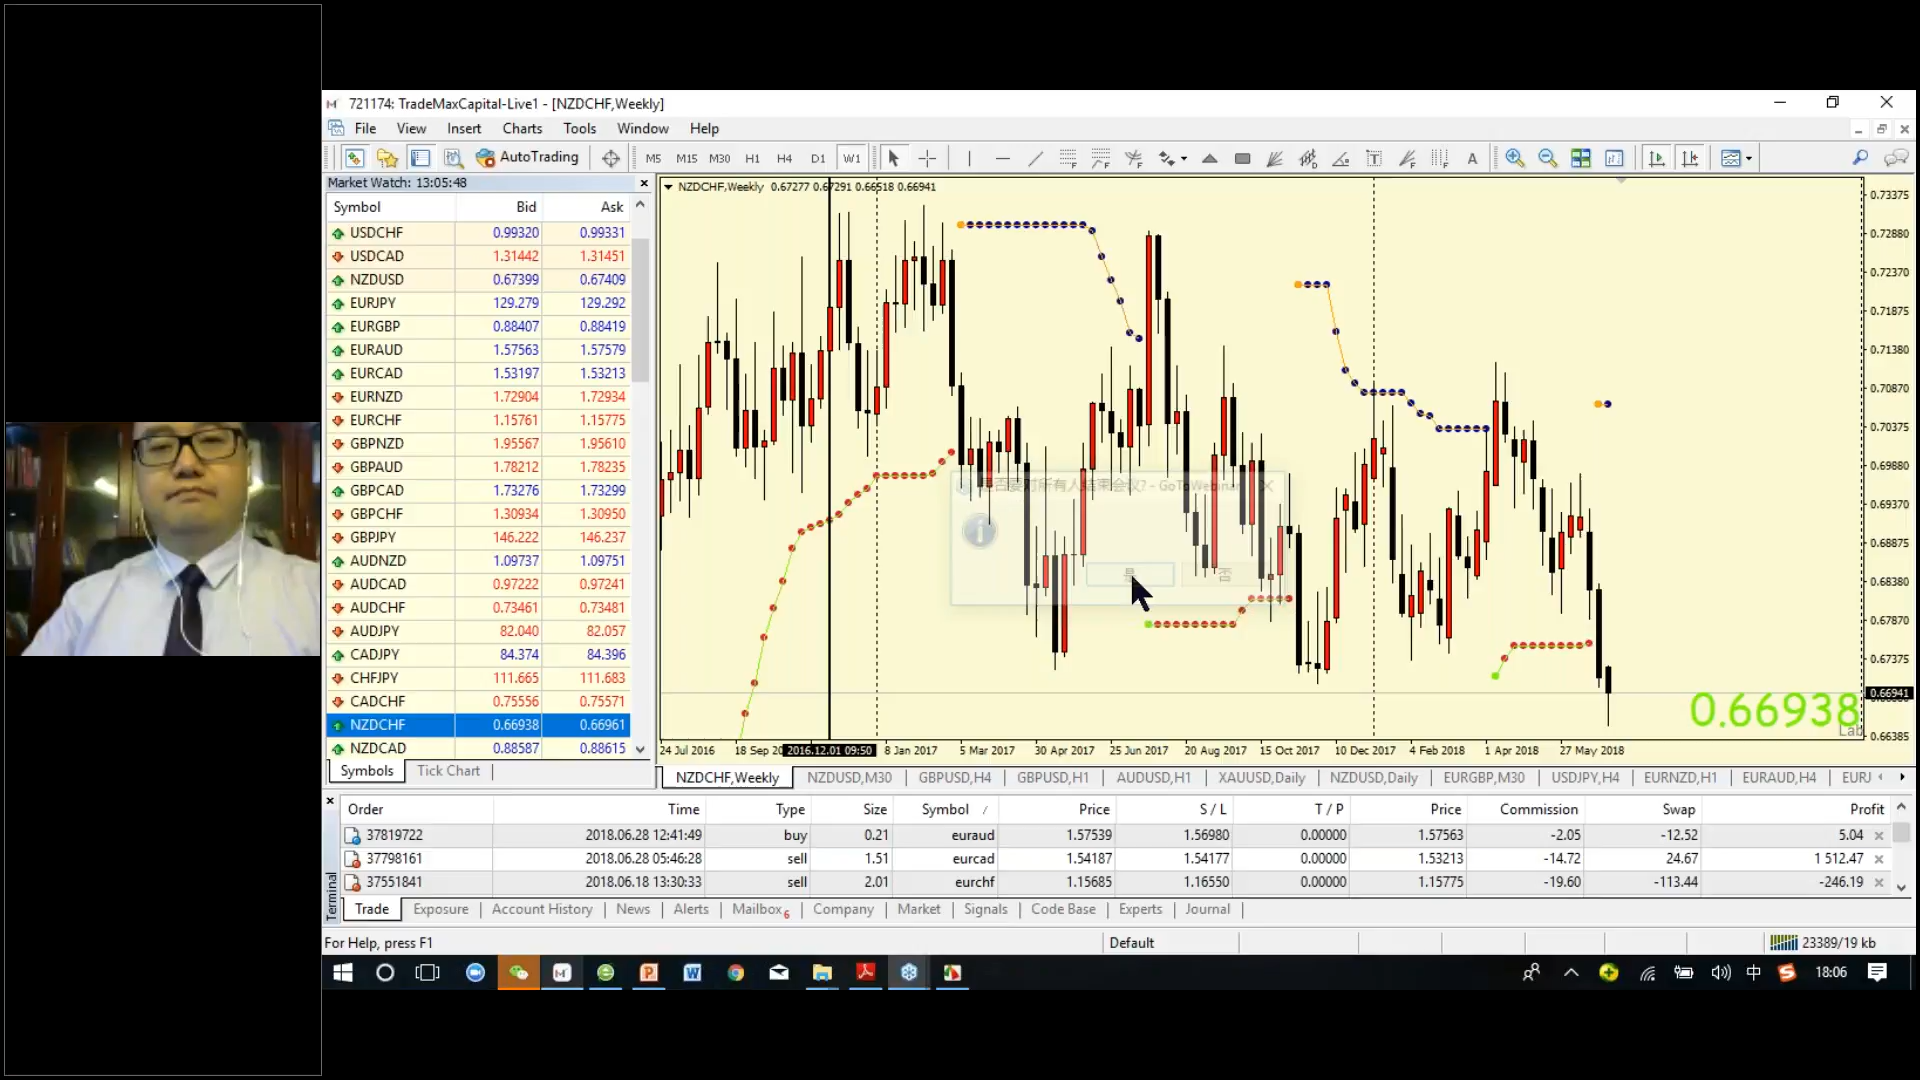 721174: TradeMaxCapital-Live1 - [NZDCHF,Weekly]
File View Insert Charts Tools Window Help
AutoTrading M5 M15 M30 H1 H4 D1 W1
Market Watch: 13:05:48
Symbol Bid Ask
USDCHF 0.99320 0.99331
USDCAD 1.31442 1.31451
NZDUSD 0.67399 0.67409
EURJPY 129.279 129.292
EURGBP 0.88407 0.88419
EURAUD 1.57563 1.57579
EURCAD 1.53197 1.53213
EURNZD 1.72904 1.72934
EURCHF 1.15761 1.15775
GBPNZD 1.95567 1.95610
GBPAUD 1.78212 1.78235
GBPCAD 1.73276 1.73299
GBPCHF 1.30934 1.30950
GBPJPY 146.222 146.237
AUDNZD 1.09737 1.09751
AUDCAD 0.97222 0.97241
AUDCHF 0.73461 0.73481
AUDJPY 82.040 82.057
CADJPY 84.374 84.396
CHFJPY 111.665 111.683
CADCHF 0.75556 0.75571
NZDCHF 0.66938 0.66961
NZDCAD 0.88587 0.88615
Symbols Tick Chart
NZDCHF,Weekly 0.67277 0.67291 0.66518 0.66941
是否要对所有人结束会议? - GoToWebinar
是 否
0.73375
0.72880
0.72370
0.71875
0.71380
0.70870
0.70375
0.69880
0.69370
0.68875
0.68380
0.67870
0.67375
0.66941
0.66385
0.66938
Lab
24 Jul 2016 18 Sep 20 2016.12.01 09:50 8 Jan 2017 5 Mar 2017 30 Apr 2017 25 Jun 2017 20 Aug 2017 15 Oct 2017 10 Dec 2017 4 Feb 2018 1 Apr 2018 27 May 2018
NZDCHF,Weekly NZDUSD,M30 GBPUSD,H4 GBPUSD,H1 AUDUSD,H1 XAUUSD,Daily NZDUSD,Daily EURGBP,M30 USDJPY,H4 EURNZD,H1 EURAUD,H4 EURJ
Order Time Type Size Symbol / Price S / L T / P Price Commission Swap Profit
37819722 2018.06.28 12:41:49 buy 0.21 euraud 1.57539 1.56980 0.00000 1.57563 -2.05 -12.52 5.04
37798161 2018.06.28 05:46:28 sell 1.51 eurcad 1.54187 1.54177 0.00000 1.53213 -14.72 24.67 1 512.47
37551841 2018.06.18 13:30:33 sell 2.01 eurchf 1.15685 1.16550 0.00000 1.15775 -19.60 -113.44 -246.19
Terminal
Trade Exposure Account History News Alerts Mailbox 6 Company Market Signals Code Base Experts Journal
For Help, press F1 Default 23389/19 kb
中 18:06